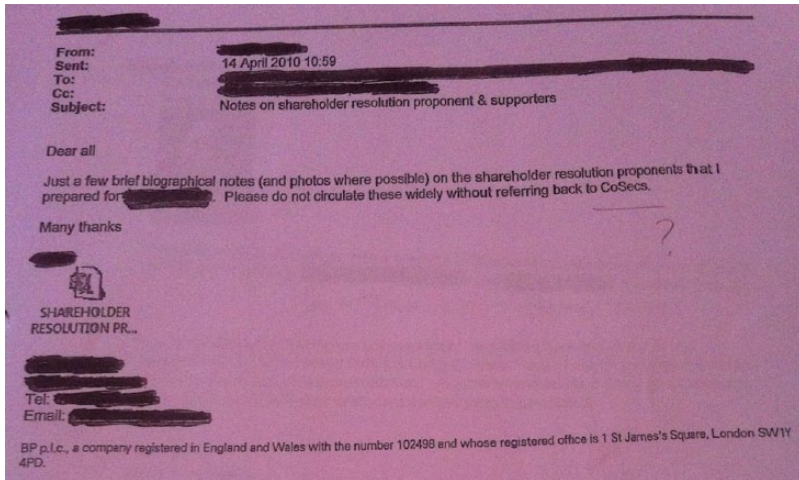 From:
Sent: 14 April 2010 10:59
To:
Cc:
Subject: Notes on shareholder resolution proponent & supporters
Dear all
Just a few brief biographical notes (and photos where possible) on the shareholder resolution proponents that I
prepared for . Please do not circulate these widely without referring back to CoSecs.
?
Many thanks
SHAREHOLDER
RESOLUTION PR...
Tel:
Email:
BP p.l.c., a company registered in England and Wales with the number 102498 and whose registered office is 1 St James's Square, London SW1Y
4PD.